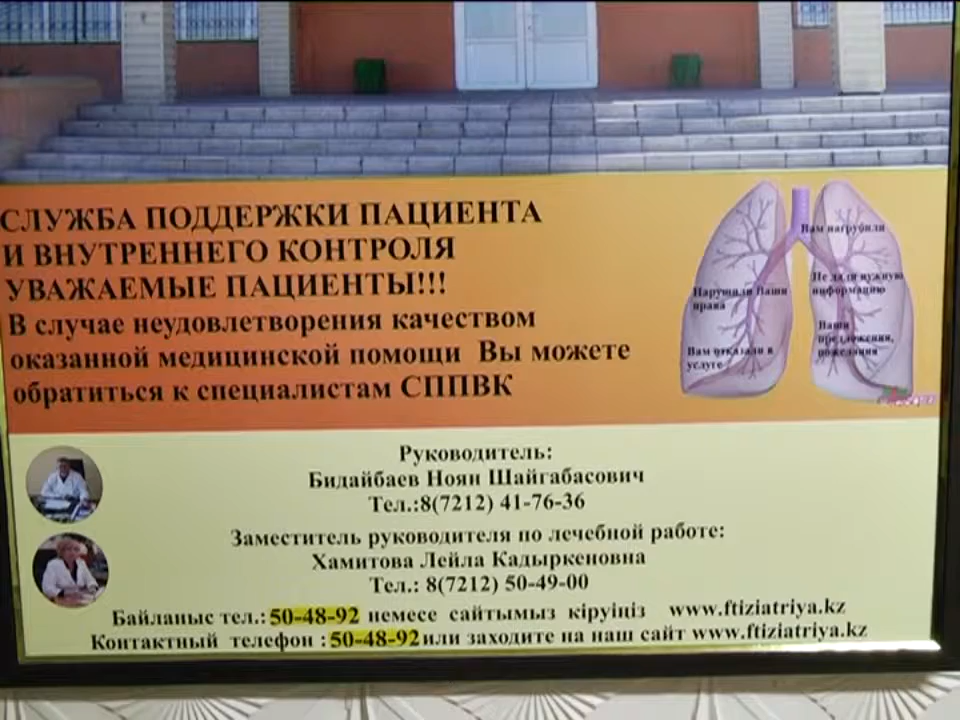 СЛУЖБА ПОДДЕРЖКИ ПАЦИЕНТА
И ВНУТРЕННЕГО КОНТРОЛЯ
УВАЖАЕМЫЕ ПАЦИЕНТЫ!!!
В случае неудовлетворения качеством
оказанной медицинской помощи Вы можете
обратиться к специалистам СППВК
Вам нагрубили
Не дали нужную
информацию
Нарушили Ваши
права
Ваши
предложения,
пожелания
Вам отказали в
услуге
Руководитель:
Бидайбаев Ноян Шайгабасович
Тел.:8(7212) 41-76-36
Заместитель руководителя по лечебной работе:
Хамитова Лейла Кадыркеновна
Тел.: 8(7212) 50-49-00
Байланыс тел.: 50-48-92 немесе сайтымыз кіруіңіз www.ftiziatriya.kz
Контактный телефон : 50-48-92 или заходите на наш сайт www.ftiziatriya.kz